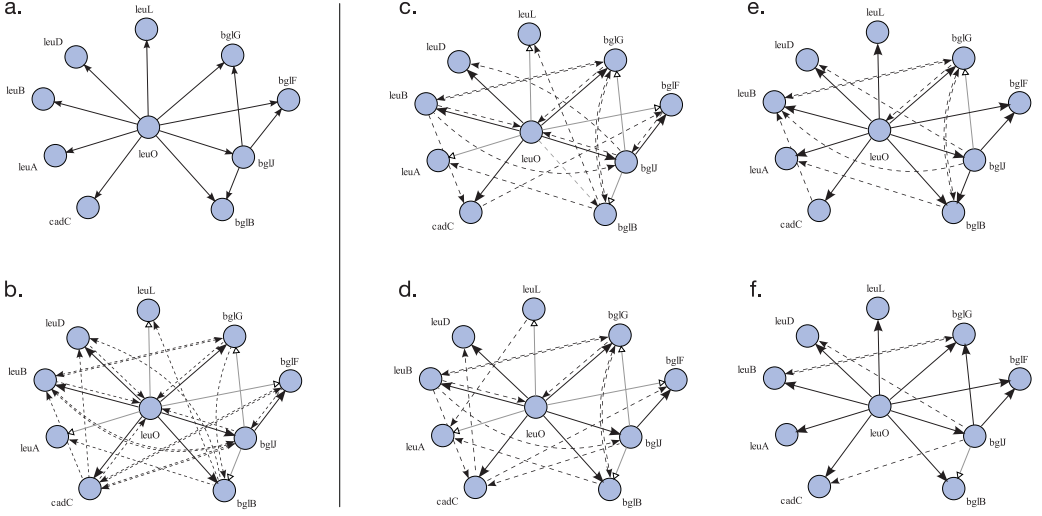 a.
leuL
leuD
bglG
leuB
bglF
leuO
leuA
bglJ
cadC
bglB
b.
leuL
leuD
bglG
leuB
bglF
leuO
leuA
bglJ
cadC
bglB
c.
leuL
leuD
bglG
leuB
bglF
leuO
leuA
bglJ
cadC
bglB
d.
leuL
leuD
bglG
leuB
bglF
leuO
leuA
bglJ
cadC
bglB
e.
leuL
leuD
bglG
leuB
bglF
leuO
leuA
bglJ
cadC
bglB
f.
leuL
leuD
bglG
leuB
bglF
leuO
leuA
bglJ
cadC
bglB